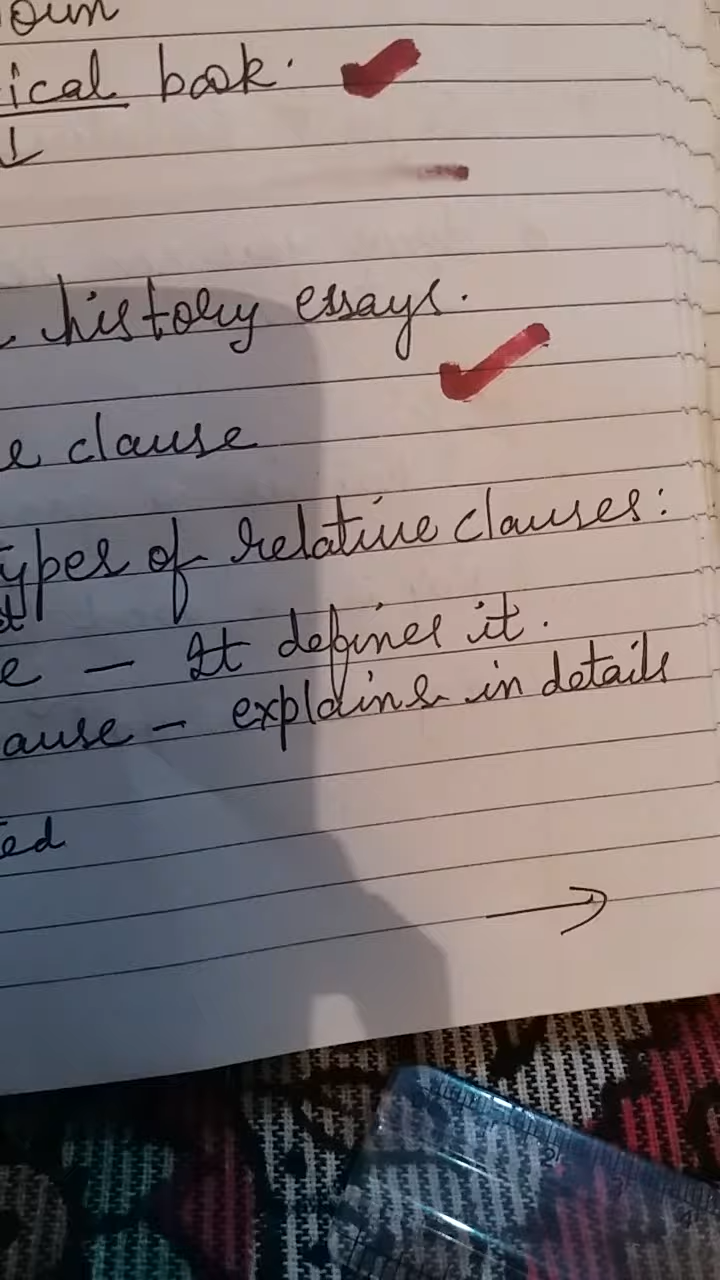 oun
ical book.
history essays.
e clause
ypes of relative clauses:
e - It defines it.
ause - explains in details
ed